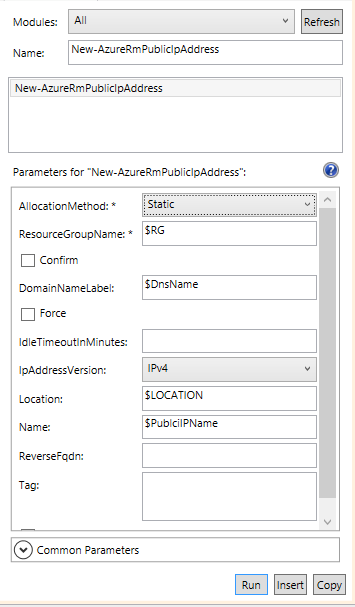 Modules:
All
Refresh
Name:
New-AzureRmPublicIpAddress
New-AzureRmPublicIpAddress
Parameters for "New-AzureRmPublicIpAddress":
?
AllocationMethod: *
Static
ResourceGroupName: *
$RG
Confirm
DomainNameLabel:
$DnsName
Force
IdleTimeoutInMinutes:
IpAddressVersion:
IPv4
Location:
$LOCATION
Name:
$PublciIPName
ReverseFqdn:
Tag:
Common Parameters
Run
Insert
Copy